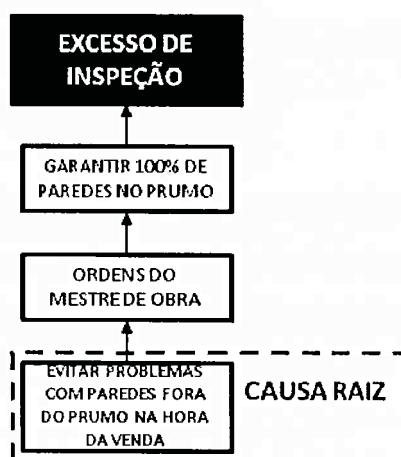 EXCESSO DE
INSPEÇÃO
GARANTIR 100% DE
PAREDES NO PRUMO
ORDENS DO
MESTRE DE OBRA
EVITAR PROBLEMAS
COM PAREDES FORA
DO PRUMO NA HORA
DA VENDA
CAUSA RAIZ